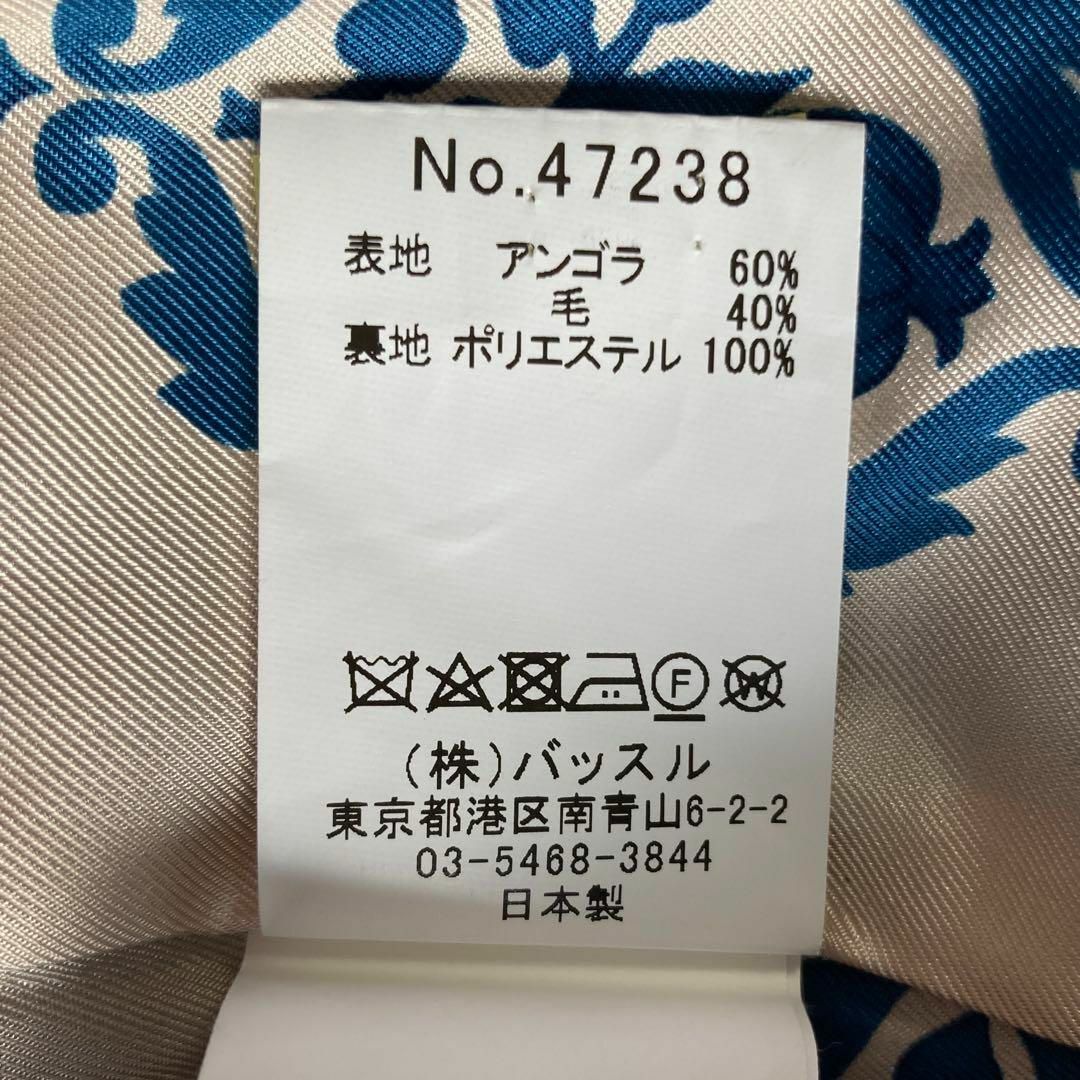 No.47238
表地 アンゴラ 60%
毛 40%
裏地 ポリエステル 100%
F W
(株)バッスル
東京都港区南青山6-2-2
03-5468-3844
日本製